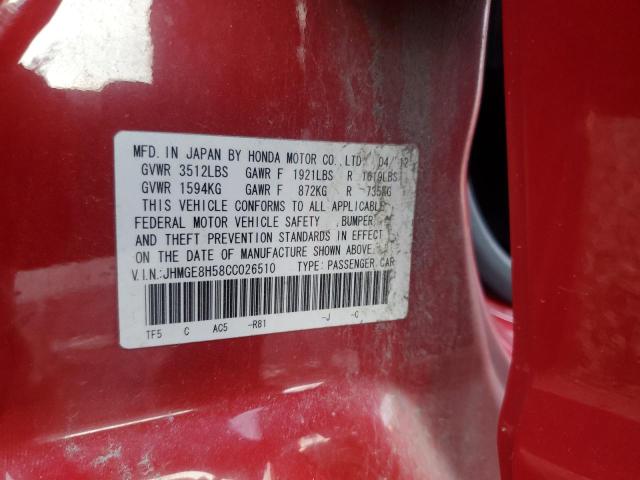 MFD. IN JAPAN BY HONDA MOTOR CO.,LTD. 04 / 12
GVWR 3512LBS GAWR F 1921LBS R 1619LBS
GVWR 1594KG GAWR F 872KG R 735KG
THIS VEHICLE CONFORMS TO ALL APPLICABLE
FEDERAL MOTOR VEHICLE SAFETY , BUMPER,
AND THEFT PREVENTION STANDARDS IN EFFECT
ON THE DATE OF MANUFACTURE SHOWN ABOVE.
V.I.N.:JHMGE8H58CC026510 TYPE: PASSENGER CAR
TF5 C AC5 -R81 -J -C